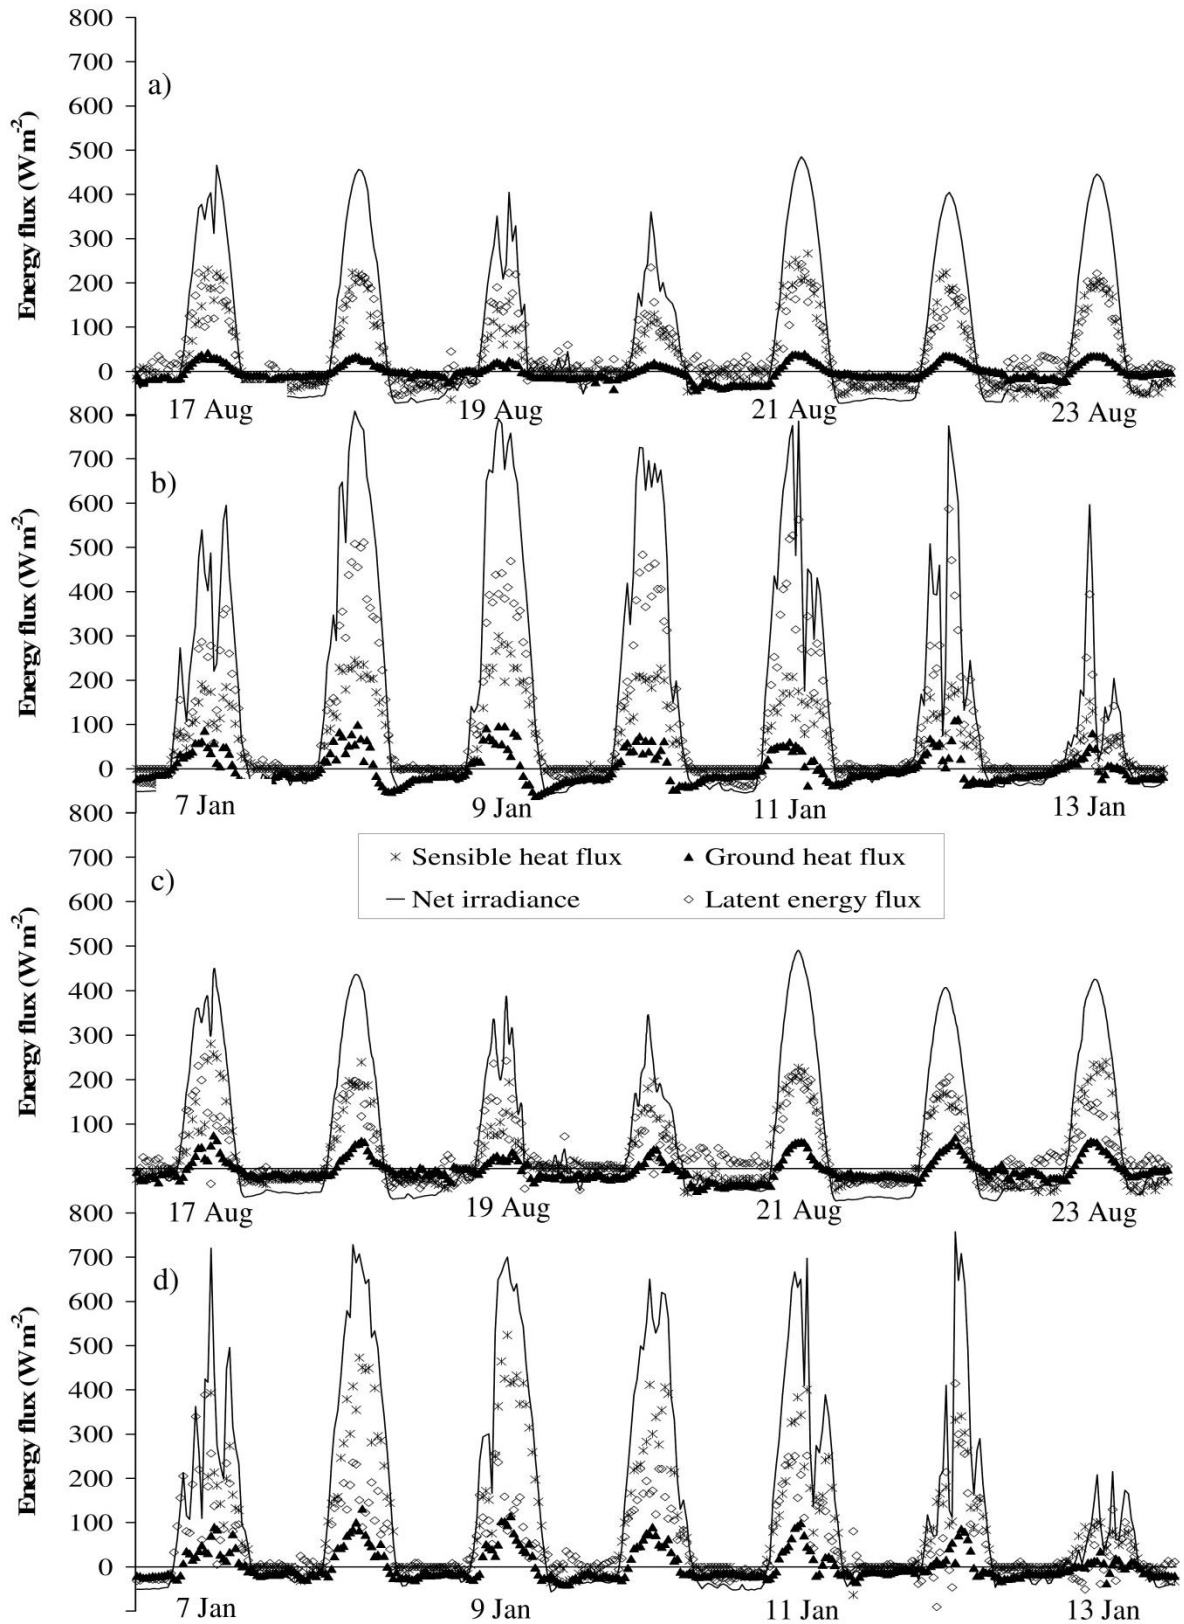 800
700
a)
600
500
400
300
200
100
0
Energy flux (Wm-2)
17 Aug 19 Aug 21 Aug 23 Aug
800
700
b)
600
500
400
300
200
100
0
Energy flux (Wm-2)
7 Jan 9 Jan 11 Jan 13 Jan
800
700
c)
600
500
400
300
200
100
Energy flux (Wm-2)
Sensible heat flux Ground heat flux
Net irradiance Latent energy flux
17 Aug 19 Aug 21 Aug 23 Aug
800
700
d)
600
500
400
300
200
100
0
Energy flux (Wm-2)
7 Jan 9 Jan 11 Jan 13 Jan